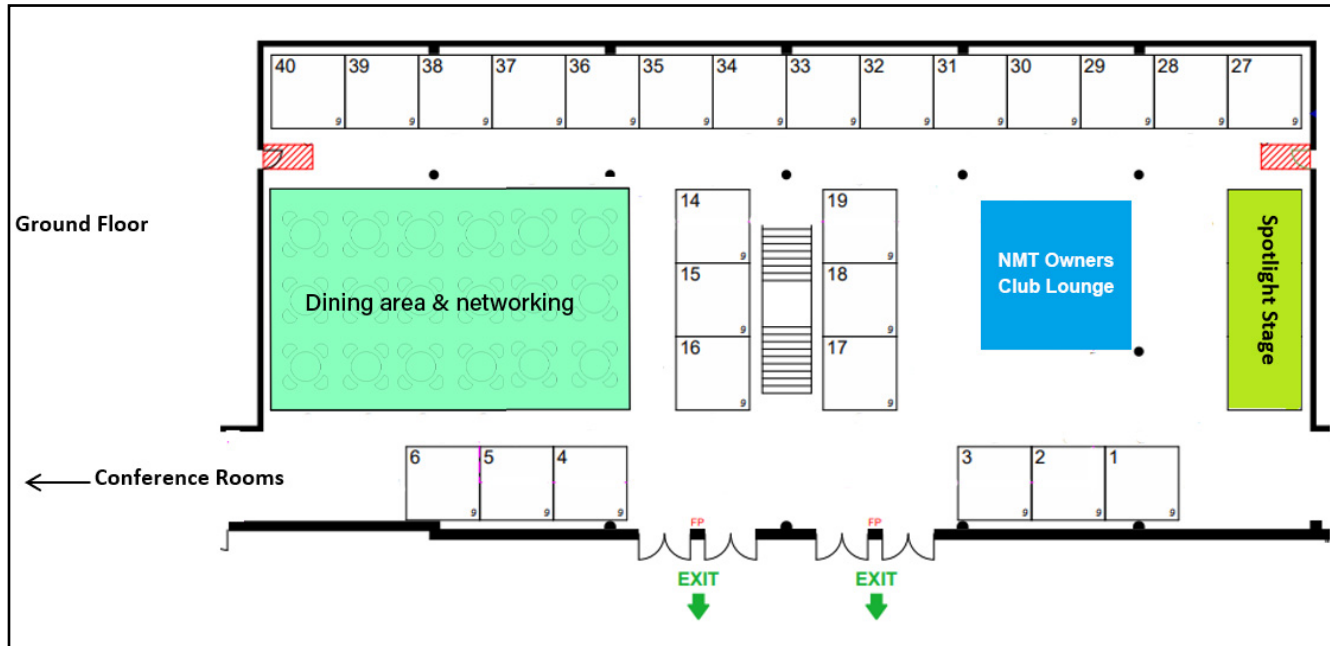 40 39 38 37 36 35 34 33 32 31 30 29 28 27
9 9 9 9 9 9 9 9 9 9 9 9 9 9
Ground Floor
14 19
9 9
15 18
9 9
16 17
9 9
Dining area & networking
NMT Owners
Club Lounge
Spotlight Stage
Conference Rooms
6 5 4 3 2 1
9 9 9 9 9 9
FP FP
EXIT EXIT